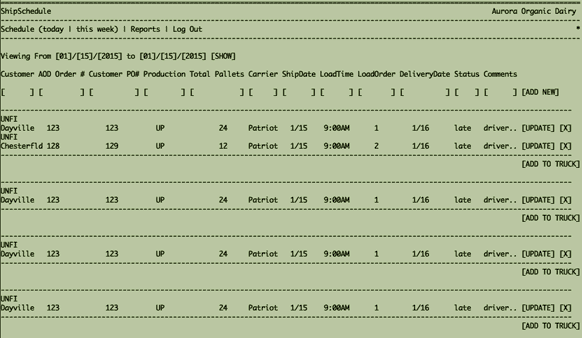 ShipSchedule Aurora Organic Dairy
Schedule (today | this week) | Reports | Log Out *
Viewing From [01]/[15]/[2015] to [01]/[15]/[2015] [SHOW]
Customer AOD Order # Customer PO# Production Total Pallets Carrier ShipDate LoadTime LoadOrder DeliveryDate Status Comments
[ ] [ ] [ ] [ ] [ ] [ ] [ ] [ ] [ ] [ ] [ ] [ ] [ADD NEW]
UNFI
Dayville 123 123 UP 24 Patriot 1/15 9:00AM 1 1/16 late driver.. [UPDATE] [X]
UNFI
Chesterfld 128 129 UP 12 Patriot 1/15 9:00AM 2 1/16 late driver.. [UPDATE] [X]
[ADD TO TRUCK]
UNFI
Dayville 123 123 UP 24 Patriot 1/15 9:00AM 1 1/16 late driver.. [UPDATE] [X]
[ADD TO TRUCK]
UNFI
Dayville 123 123 UP 24 Patriot 1/15 9:00AM 1 1/16 late driver.. [UPDATE] [X]
[ADD TO TRUCK]
UNFI
Dayville 123 123 UP 24 Patriot 1/15 9:00AM 1 1/16 late driver.. [UPDATE] [X]
[ADD TO TRUCK]